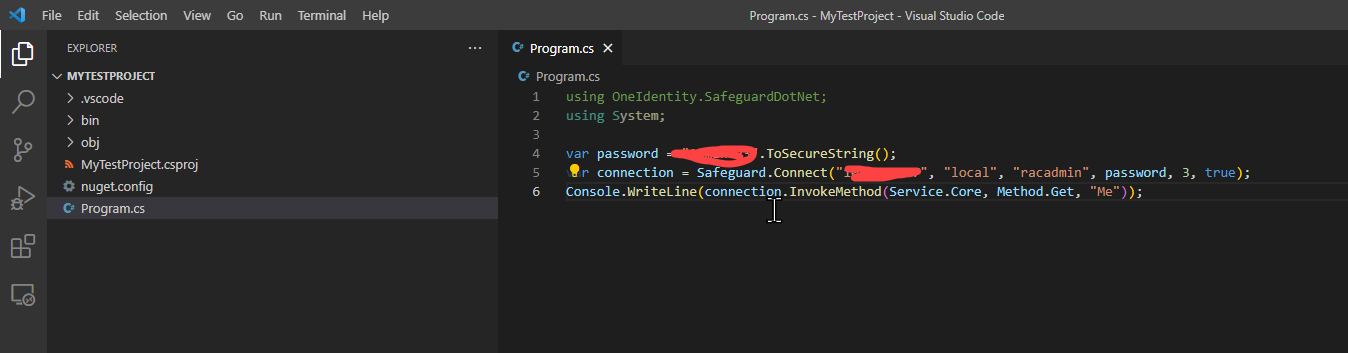 File Edit Selection View Go Run Terminal Help
Program.cs - MyTestProject - Visual Studio Code
EXPLORER
MYTESTPROJECT
.vscode
bin
obj
MyTestProject.csproj
nuget.config
Program.cs
Program.cs
Program.cs
1 using OneIdentity.SafeguardDotNet;
2 using System;
3
4 var password = " ".ToSecureString();
5 var connection = Safeguard.Connect(" ", "local", "racadmin", password, 3, true);
6 Console.WriteLine(connection.InvokeMethod(Service.Core, Method.Get, "Me"));